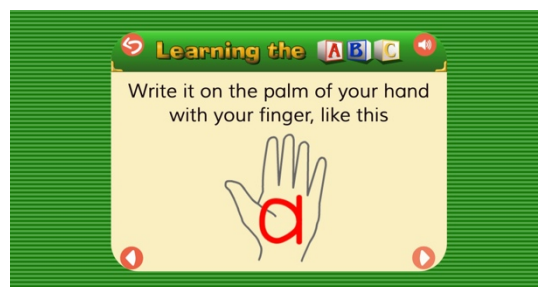 Learning the ABC
Write it on the palm of your hand
with your finger, like this
a